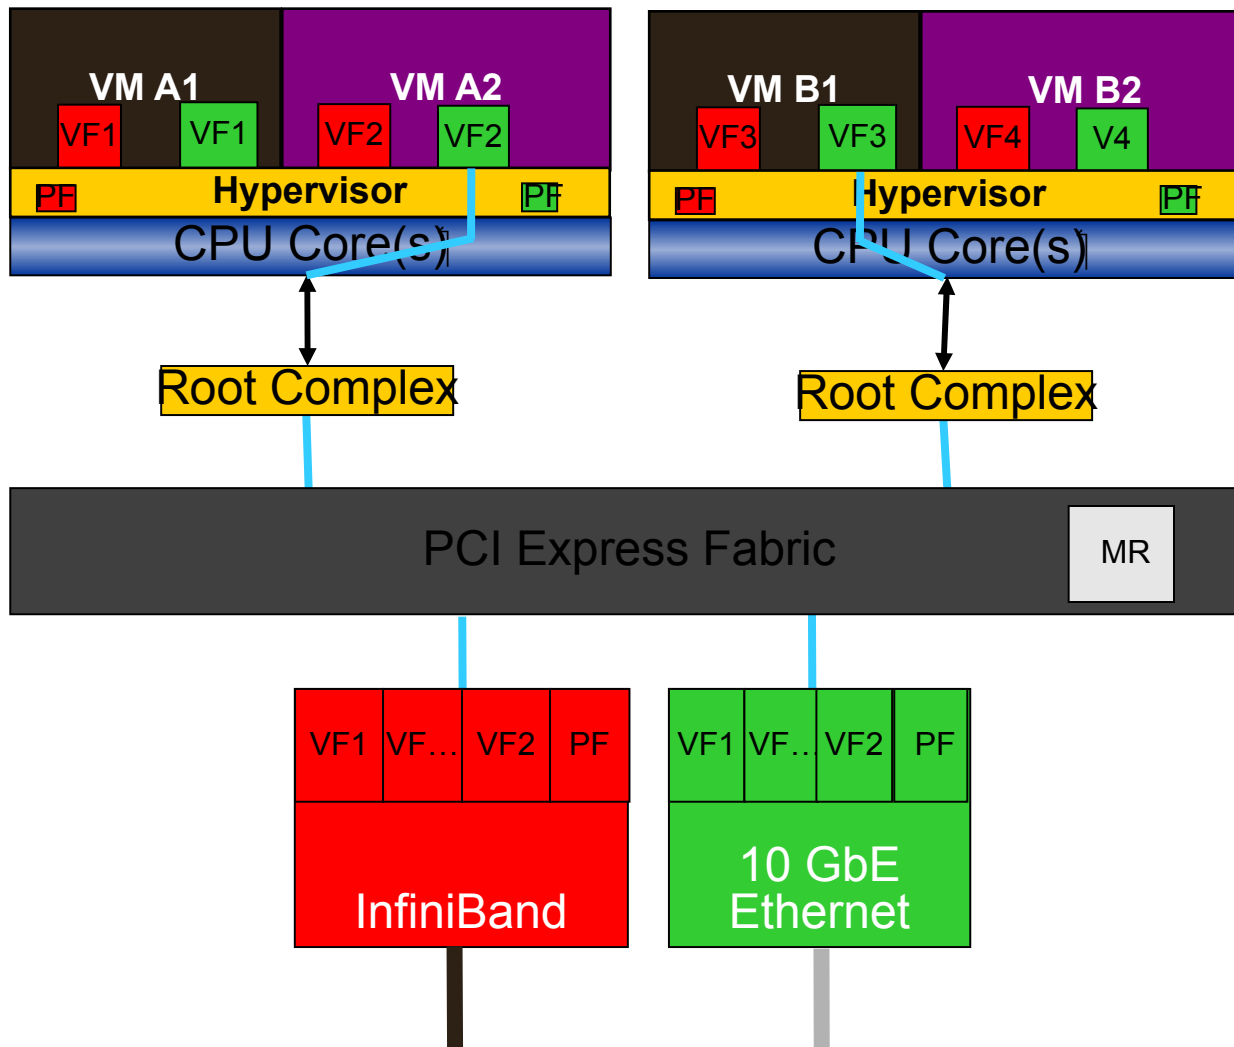 VM A1
VM A2
VF1
VF1
VF2
VF2
PF
Hypervisor
PF
CPU Core(s)
Root Complex
VM B1
VM B2
VF3
VF3
VF4
V4
PF
Hypervisor
PF
CPU Core(s)
Root Complex
PCI Express Fabric
MR
VF1
VF...
VF2
PF
InfiniBand
VF1
VF...
VF2
PF
10 GbE
Ethernet